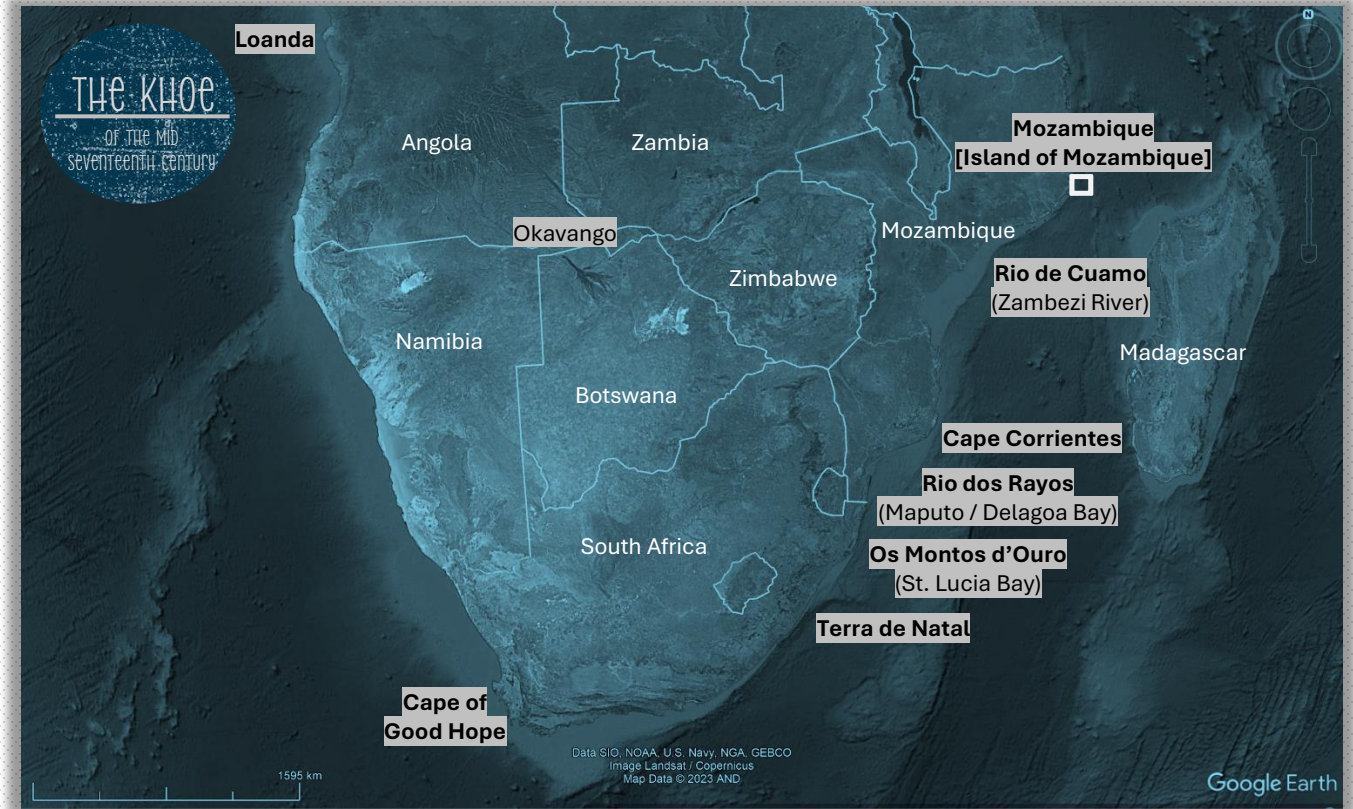 Loanda
THE KHOE
OF THE MID
SEVENTEENTH CENTURY
N
Angola
Zambia
Mozambique
[Island of Mozambique]
Okavango
Mozambique
Zimbabwe
Rio de Cuamo
(Zambezi River)
Namibia
Madagascar
Botswana
Cape Corrientes
Rio dos Rayos
(Maputo / Delagoa Bay)
South Africa
Os Montos d’Ouro
(St. Lucia Bay)
Terra de Natal
Cape of
Good Hope
Data SIO, NOAA, U.S. Navy, NGA, GEBCO
Image Landsat / Copernicus
Map Data © 2023 AND
1595 km
Google Earth